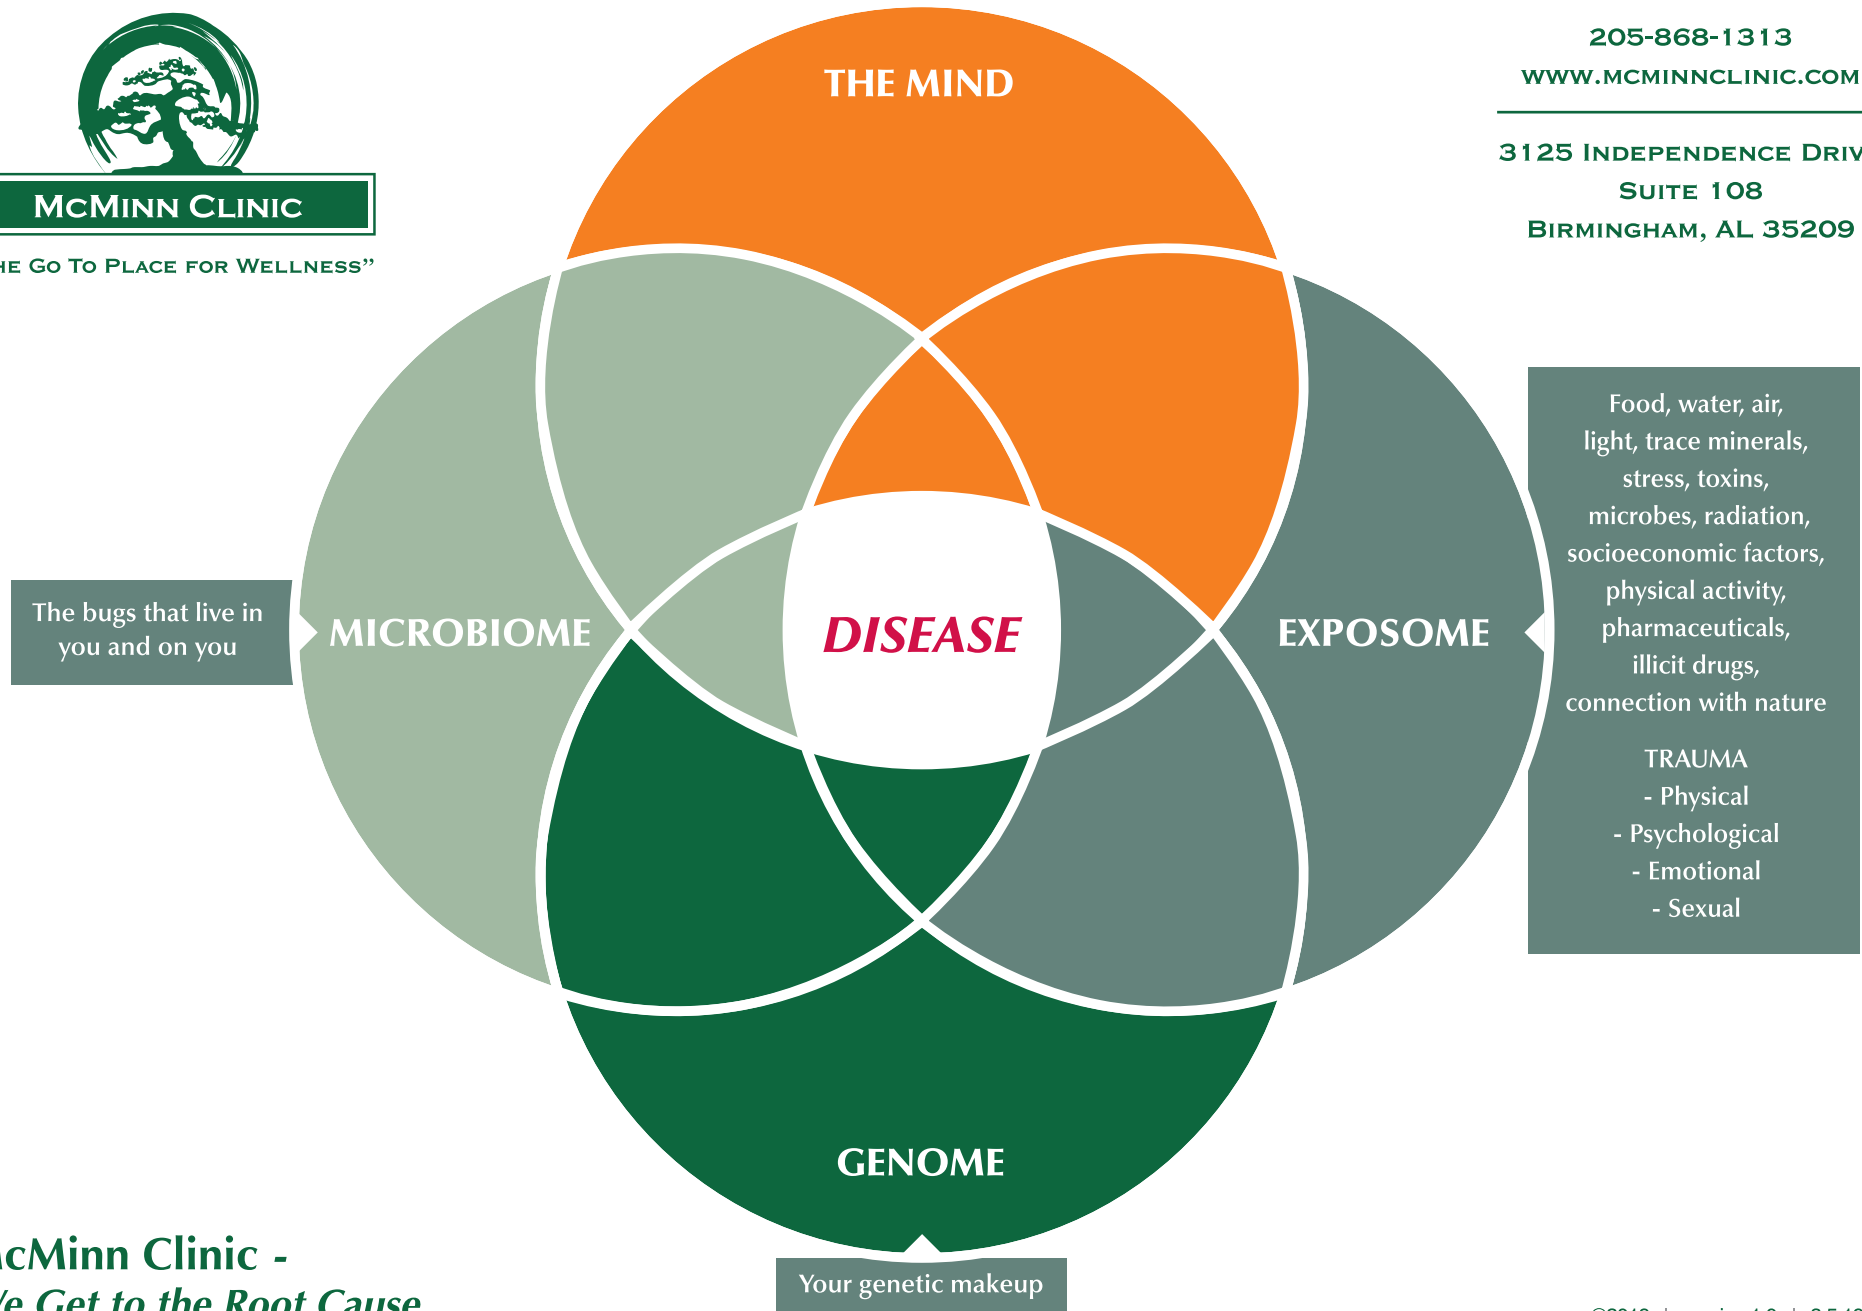 McMinn Clinic
Go To Place for Wellness”
205-868-1313
www.mcminnclinic.com
3125 Independence
Suite 108
Birmingham, AL 35209
THE MIND
MICROBIOME
DISEASE
EXPOSOME
GENOME
The bugs that live in
you and on you
Food, water, air,
light, trace minerals,
stress, toxins,
microbes, radiation,
socioeconomic factors,
physical activity,
pharmaceuticals,
illicit drugs,
connection with nature
TRAUMA
- Physical
- Psychological
- Emotional
- Sexual
Your genetic makeup
Clinic -
Get to the Root Cause